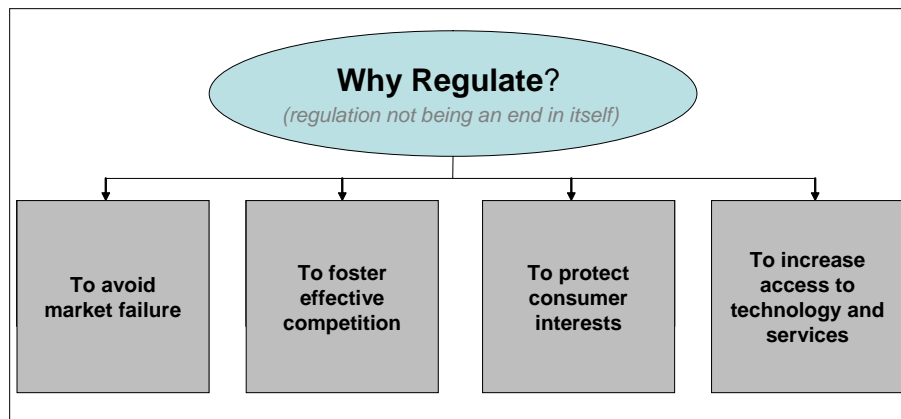 Why Regulate?
(regulation not being an end in itself)
To avoid
market failure
To foster
effective
competition
To protect
consumer
interests
To increase
access to
technology and
services